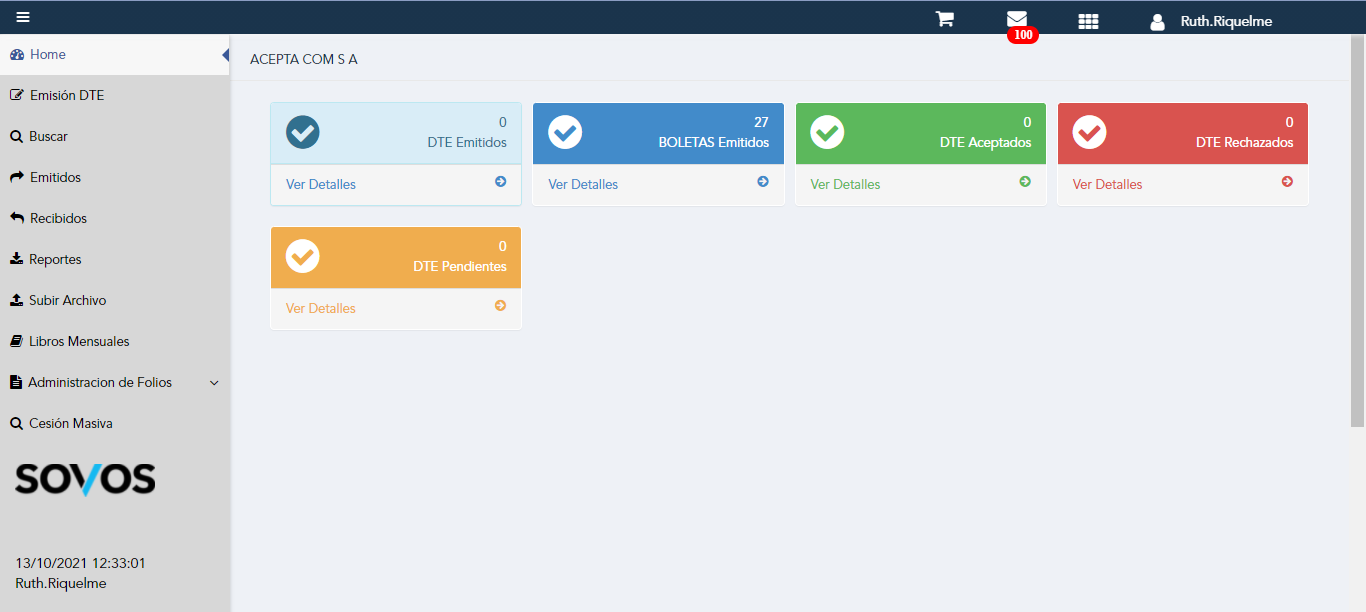 Ruth.Riquelme
100
Home
Emisión DTE
Buscar
Emitidos
Recibidos
Reportes
Subir Archivo
Libros Mensuales
Administracion de Folios
Cesión Masiva
SOVOS
13/10/2021 12:33:01
Ruth.Riquelme
ACEPTA COM S A
0
DTE Emitidos
Ver Detalles
27
BOLETAS Emitidos
Ver Detalles
0
DTE Aceptados
Ver Detalles
0
DTE Rechazados
Ver Detalles
0
DTE Pendientes
Ver Detalles